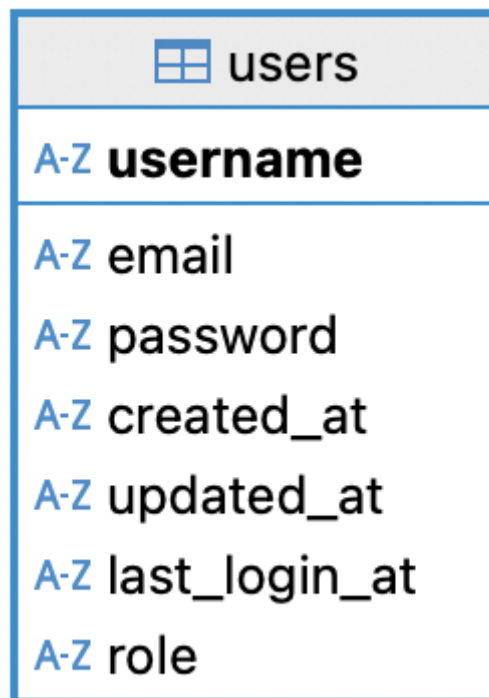 users
A-Z username
A-Z email
A-Z password
A-Z created_at
A-Z updated_at
A-Z last_login_at
A-Z role